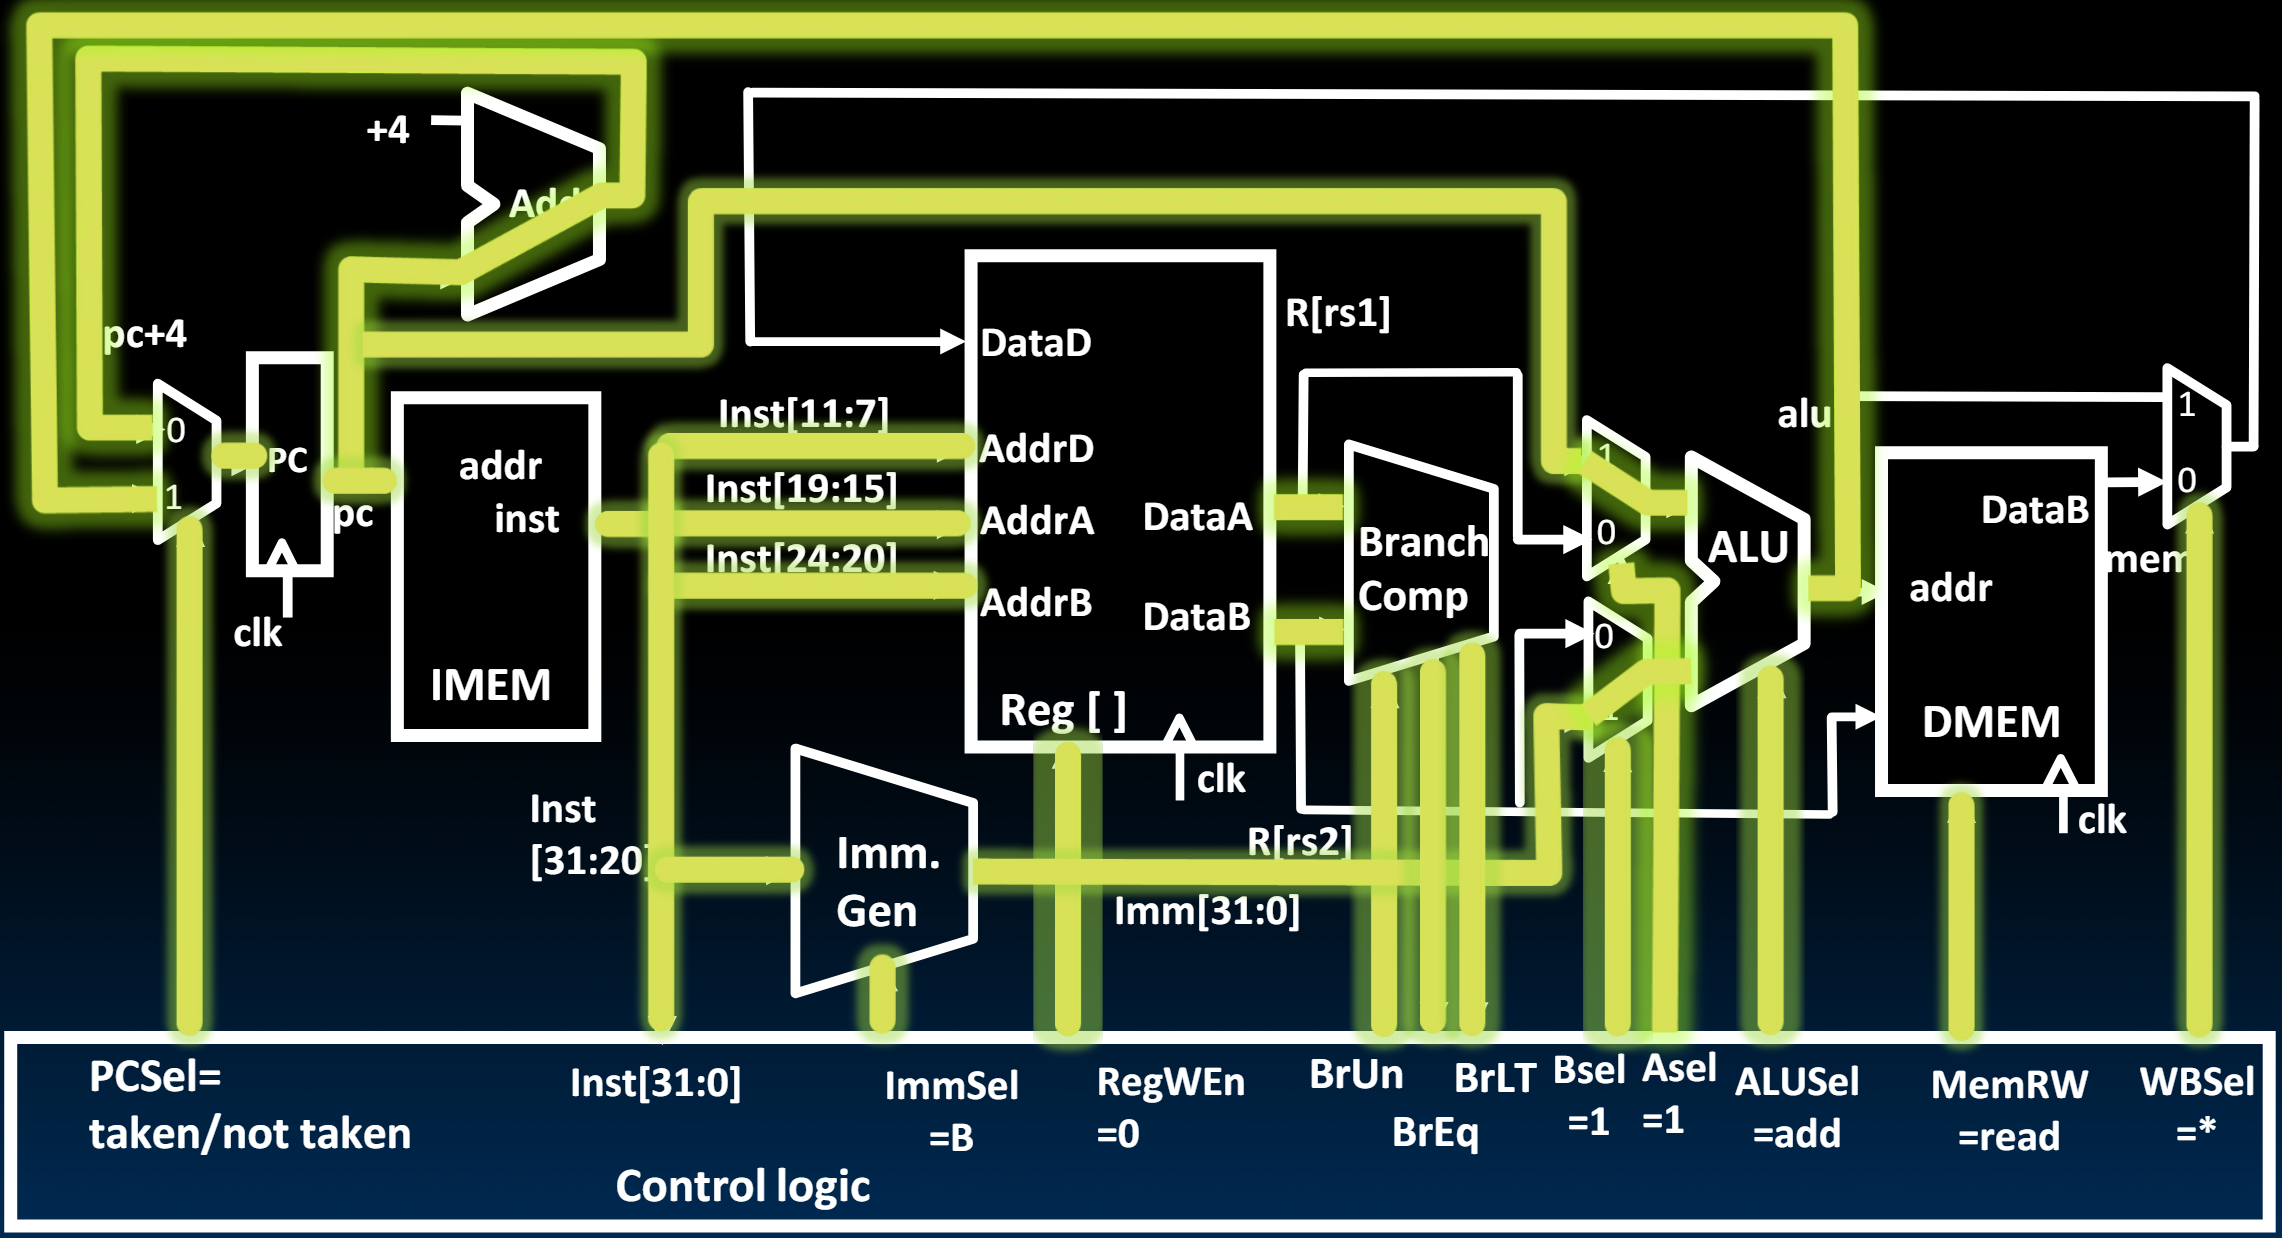 +4
Add
pc+4
R[rs1]
DataD
Inst[11:7]
1
alu
0
AddrD
1
PC
addr
Inst[19:15]
0
1
pc
inst
AddrA
DataA
DataB
Branch
Comp
0
ALU
Inst[24:20]
mem
addr
AddrB
DataB
0
clk
IMEM
Reg [ ]
1
DMEM
clk
clk
Inst
[31:20]
Imm.
Gen
R[rs2]
Imm[31:0]
PCSel=
taken/not taken
Inst[31:0]
ImmSel
=B
RegWEn
=0
BrUn
BrEq
BrLT
Bsel
=1
Asel
=1
ALUSel
=add
MemRW
=read
WBSel
=*
Control logic